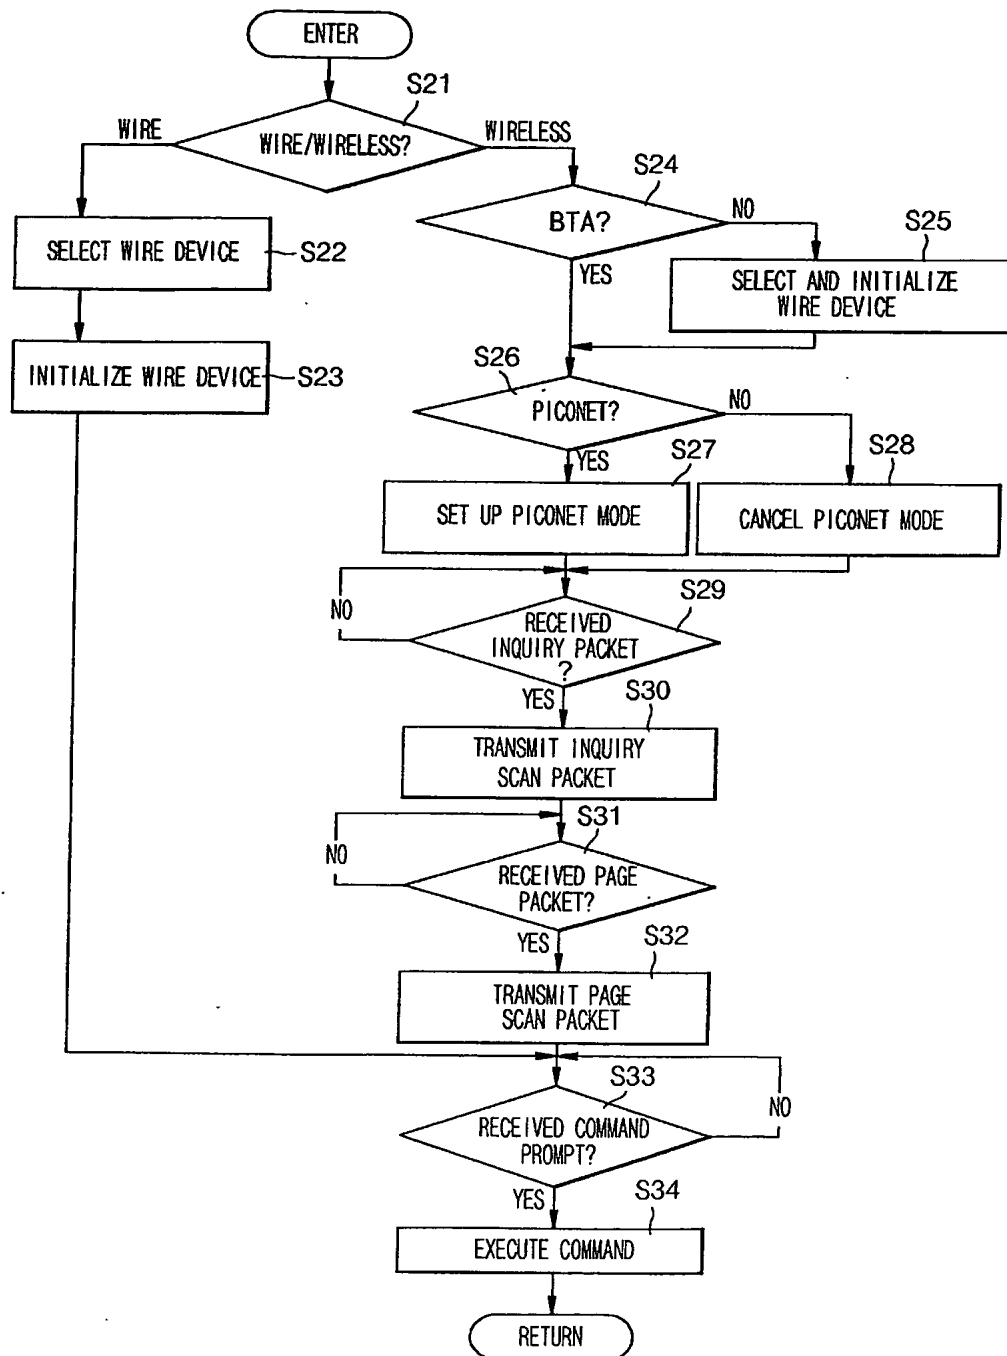 ENTER
S21
WIRE
WIRE/WIRELESS?
WIRELESS
S24
BTA?
NO
S25
YES
SELECT WIRE DEVICE
S22
SELECT AND INITIALIZE
WIRE DEVICE
INITIALIZE WIRE DEVICE
S23
S26
PICONET?
NO
YES
S27
S28
SET UP PICONET MODE
CANCEL PICONET MODE
S29
NO
RECEIVED
INQUIRY PACKET
?
YES
S30
TRANSMIT INQUIRY
SCAN PACKET
S31
NO
RECEIVED PAGE
PACKET?
YES
S32
TRANSMIT PAGE
SCAN PACKET
S33
NO
RECEIVED COMMAND
PROMPT?
YES
S34
EXECUTE COMMAND
RETURN